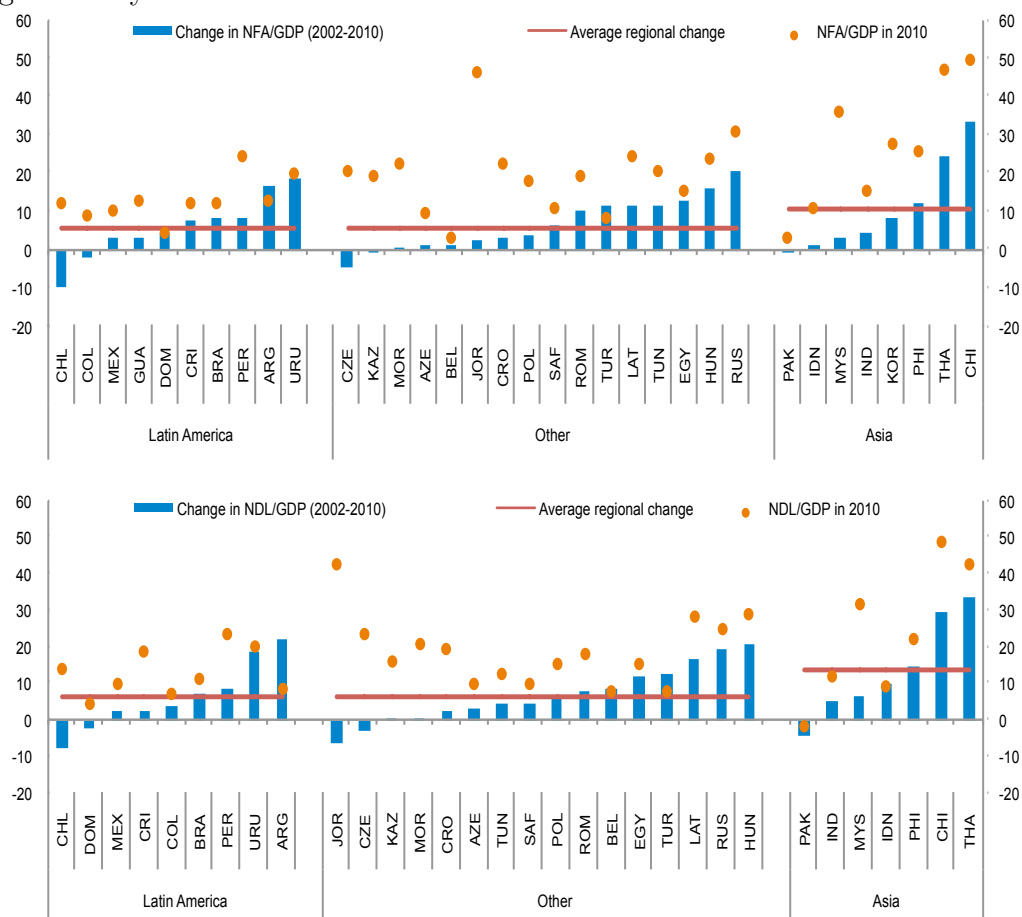 60 Change in NFA/GDP (2002-2010) Average regional change NFA/GDP in 2010 60
50 50
40 40
30 30
20 20
10 10
0 0
-10 -10
-20 -20
CHL COL MEX GUA DOM CRI BRA PER ARG URU CZE KAZ MOR AZE BEL JOR CRO POL SAF ROM TUR LAT TUN EGY HUN RUS PAK IDN MYS IND KOR PHI THA CHI
Latin America Other Asia
60 Change in NDL/GDP (2002-2010) Average regional change NDL/GDP in 2010 60
50 50
40 40
30 30
20 20
10 10
0 0
-10 -10
-20 -20
CHL DOM MEX CRI COL BRA PER URU ARG JOR CZE KAZ MOR CRO AZE TUN SAF POL ROM BEL EGY TUR LAT RUS HUN PAK IND MYS IDN PHI CHI THA
Latin America Other Asia